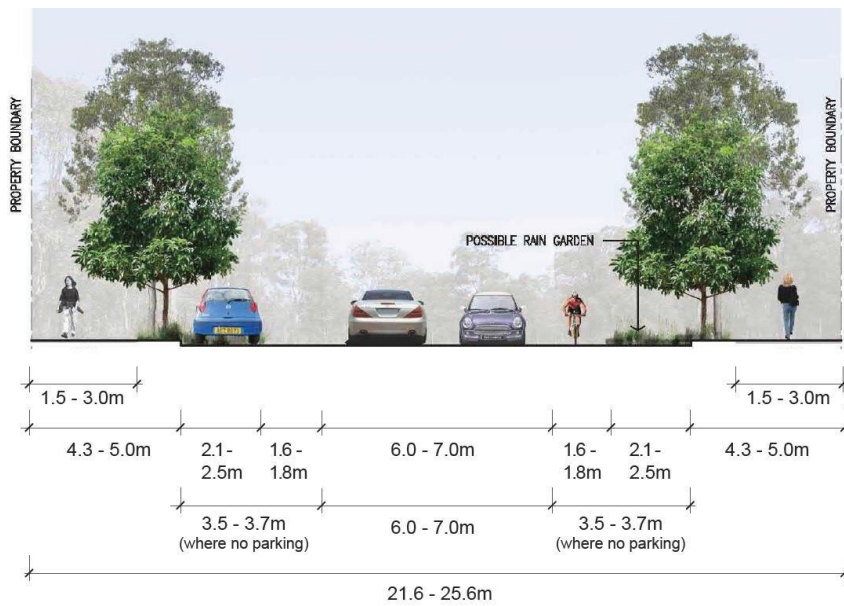 PROPERTY BOUNDARY
PROPERTY BOUNDARY
POSSIBLE RAIN GARDEN
1.5 - 3.0m
1.5 - 3.0m
4.3 - 5.0m
2.1-
2.5m
1.6 -
1.8m
6.0 - 7.0m
1.6 -
1.8m
2.1-
2.5m
4.3 - 5.0m
3.5 - 3.7m
(where no parking)
6.0 - 7.0m
3.5 - 3.7m
(where no parking)
21.6 - 25.6m